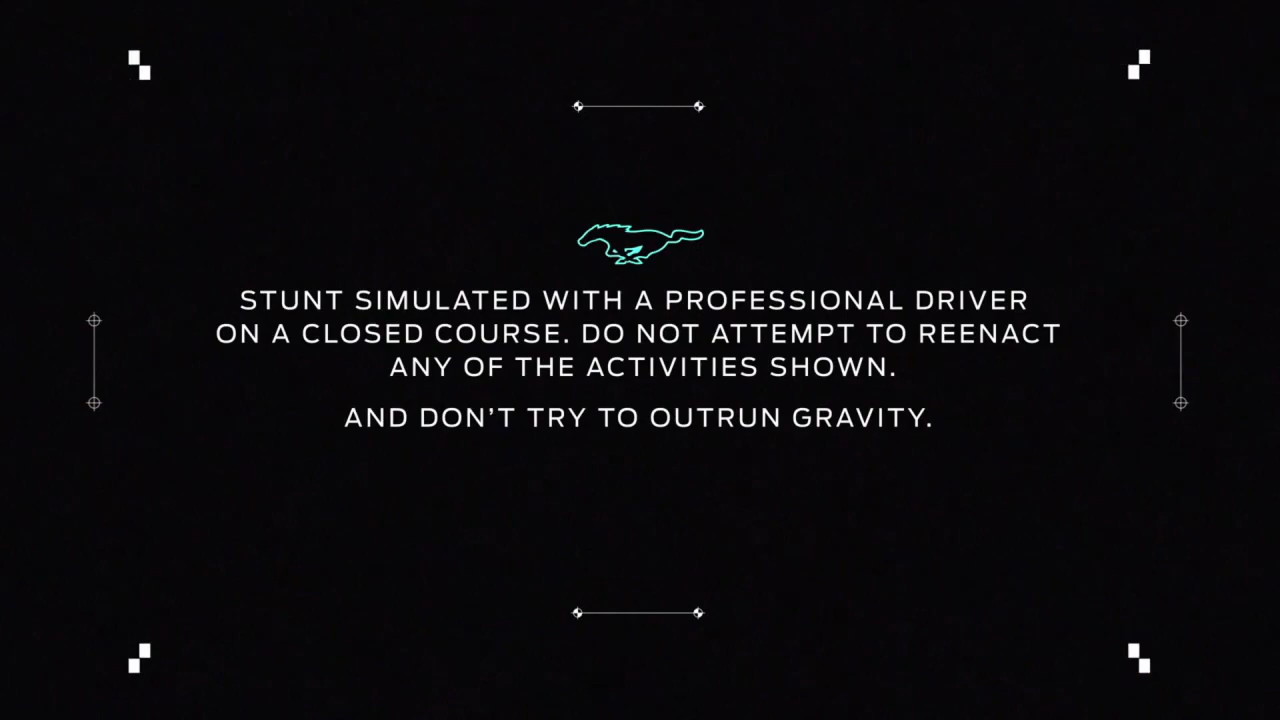 STUNT SIMULATED WITH A PROFESSIONAL DRIVER
ON A CLOSED COURSE. DO NOT ATTEMPT TO REENACT
ANY OF THE ACTIVITIES SHOWN.
AND DON'T TRY TO OUTRUN GRAVITY.